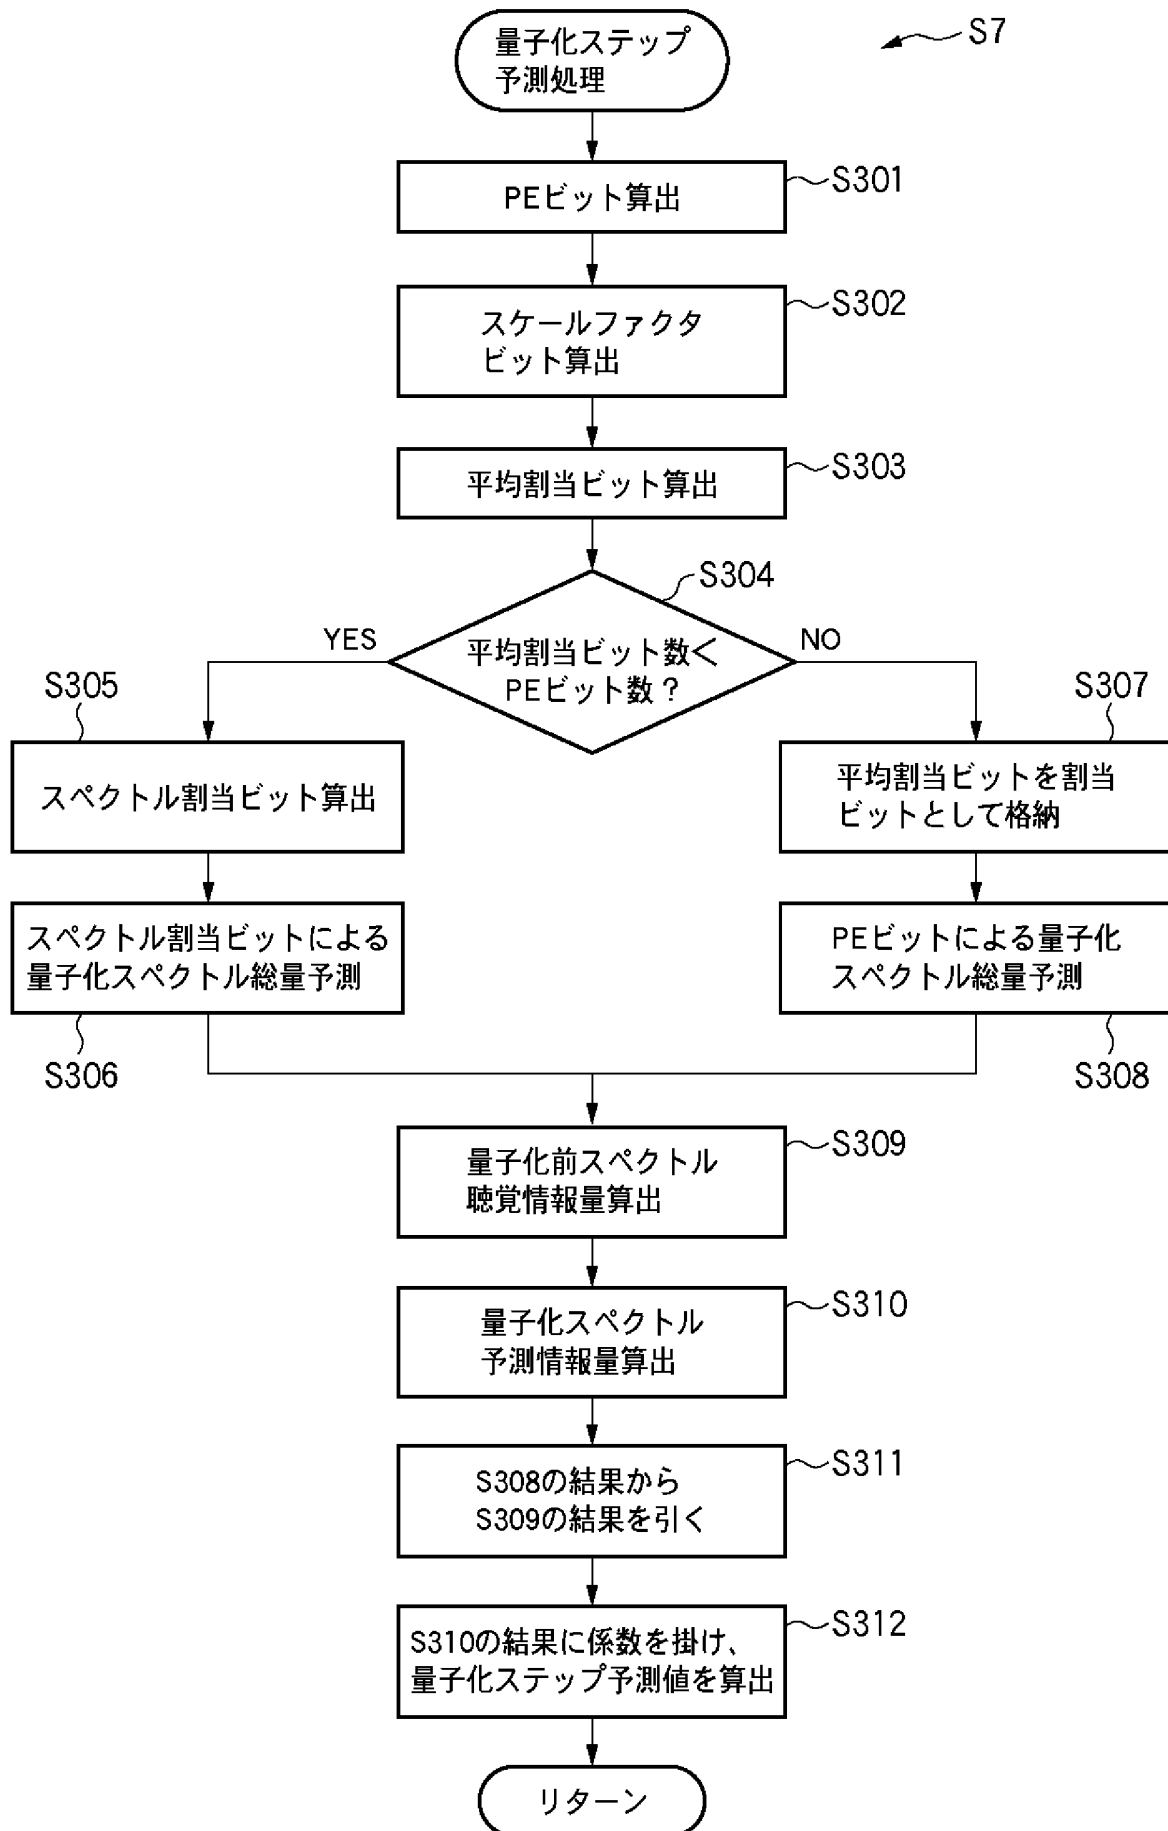 量子化ステップ
予測処理
S7
PEビット算出
S301
スケールファクタ
ビット算出
S302
平均割当ビット算出
S303
S304
平均割当ビット数<
PEビット数？
YES
NO
S305
スペクトル割当ビット算出
S307
平均割当ビットを割当
ビットとして格納
スペクトル割当ビットによる
量子化スペクトル総量予測
S306
PEビットによる量子化
スペクトル総量予測
S308
量子化前スペクトル
聴覚情報量算出
S309
量子化スペクトル
予測情報量算出
S310
S308の結果から
S309の結果を引く
S311
S310の結果に係数を掛け、
量子化ステップ予測値を算出
S312
リターン